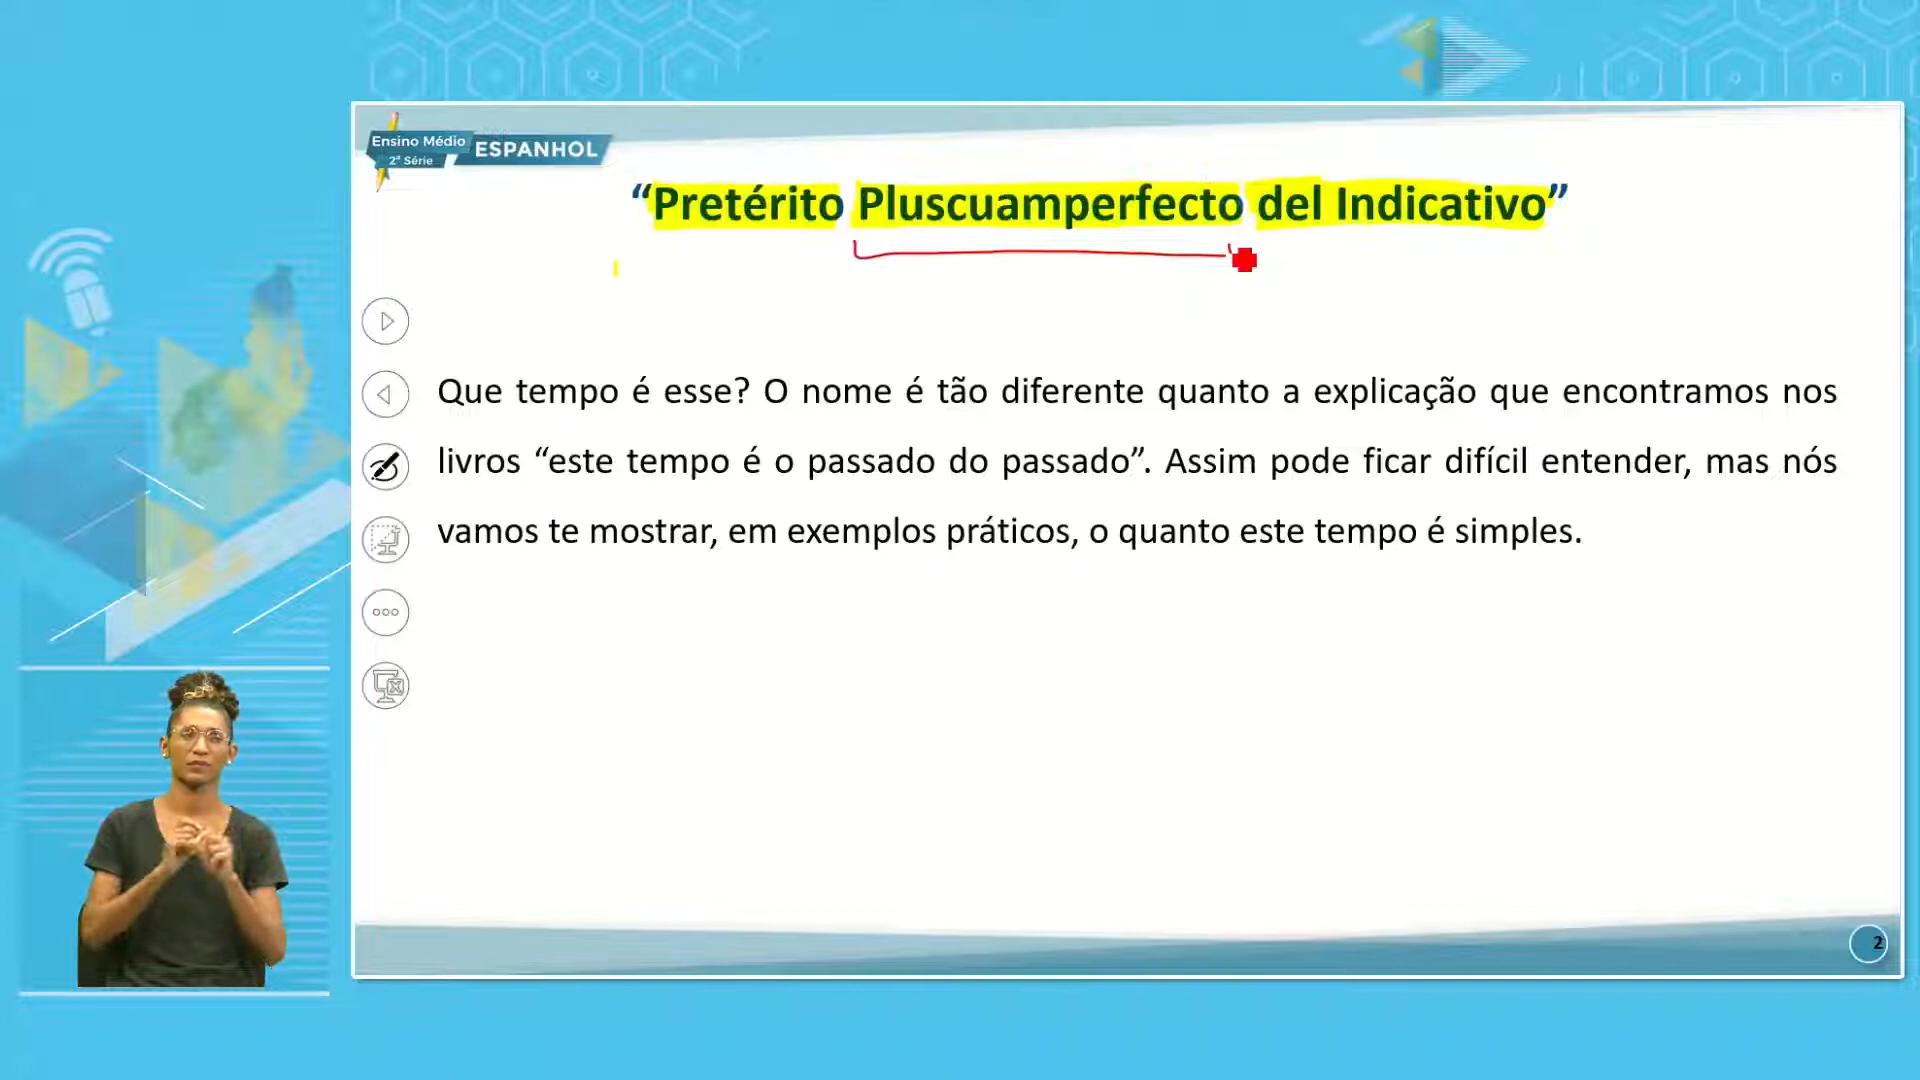 Ensino Médio
2ª Série
ESPANHOL
“Pretérito Pluscuamperfecto del Indicativo”
Que tempo é esse? O nome é tão diferente quanto a explicação que encontramos nos
livros “este tempo é o passado do passado”. Assim pode ficar difícil entender, mas nós
vamos te mostrar, em exemplos práticos, o quanto este tempo é simples.
2